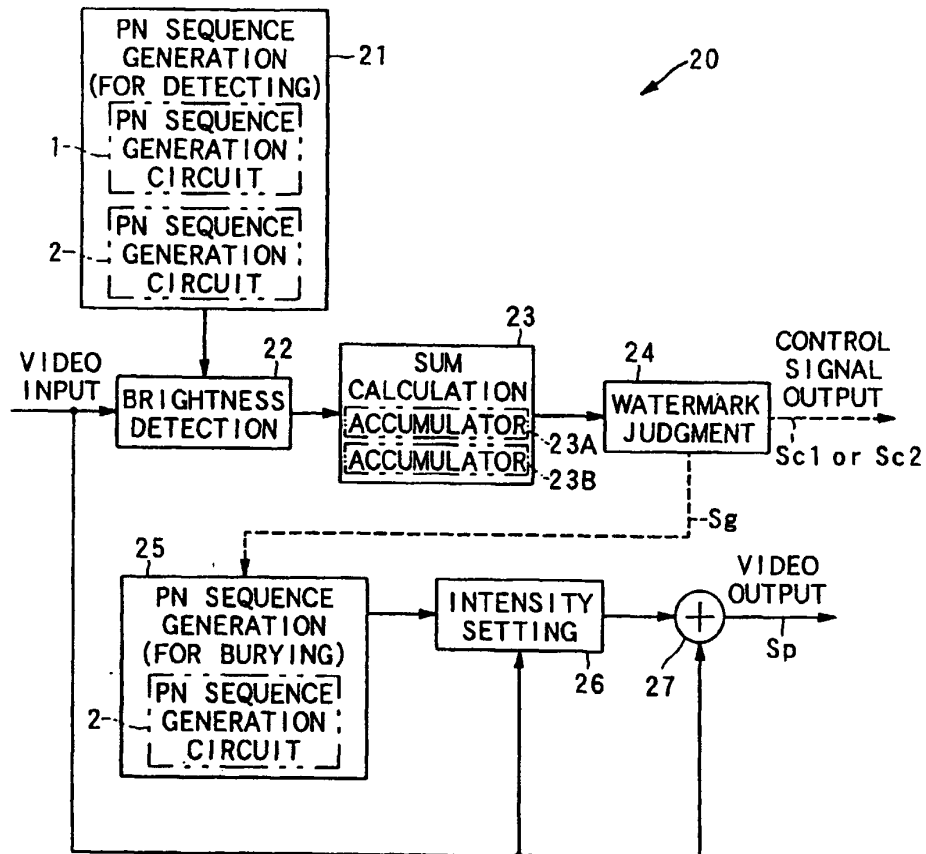 PN SEQUENCE
GENERATION
(FOR DETECTING)
21
20
1
PN SEQUENCE
GENERATION
CIRCUIT
2
PN SEQUENCE
GENERATION
CIRCUIT
VIDEO
INPUT
22
BRIGHTNESS
DETECTION
23
SUM
CALCULATION
ACCUMULATOR
23A
ACCUMULATOR
23B
24
WATERMARK
JUDGMENT
CONTROL
SIGNAL
OUTPUT
Sc1 or Sc2
Sg
25
PN SEQUENCE
GENERATION
(FOR BURYING)
2
PN SEQUENCE
GENERATION
CIRCUIT
INTENSITY
SETTING
26
27
VIDEO
OUTPUT
Sp